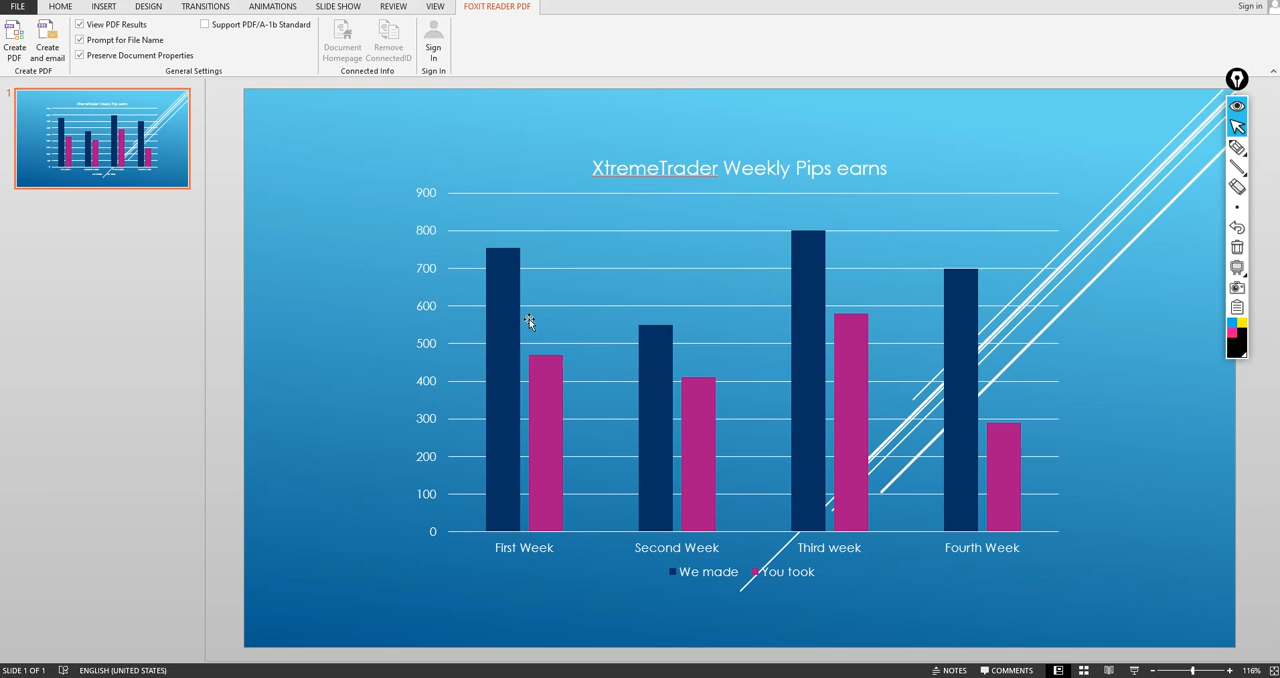 FILE HOME INSERT DESIGN TRANSITIONS ANIMATIONS SLIDE SHOW REVIEW VIEW FOXIT READER PDF Sign in
Create PDF
Create and email
Create PDF
View PDF Results
Prompt for File Name
Preserve Document Properties
Support PDF/A-1b Standard
General Settings
Document Homepage
Remove ConnectedID
Connected Info
Sign In
Sign In
1
XtremeTrader Weekly Pips earns
900
800
700
600
500
400
300
200
100
0
First Week Second Week Third week Fourth Week
We made You took
SLIDE 1 OF 1 ENGLISH (UNITED STATES) NOTES COMMENTS 116%